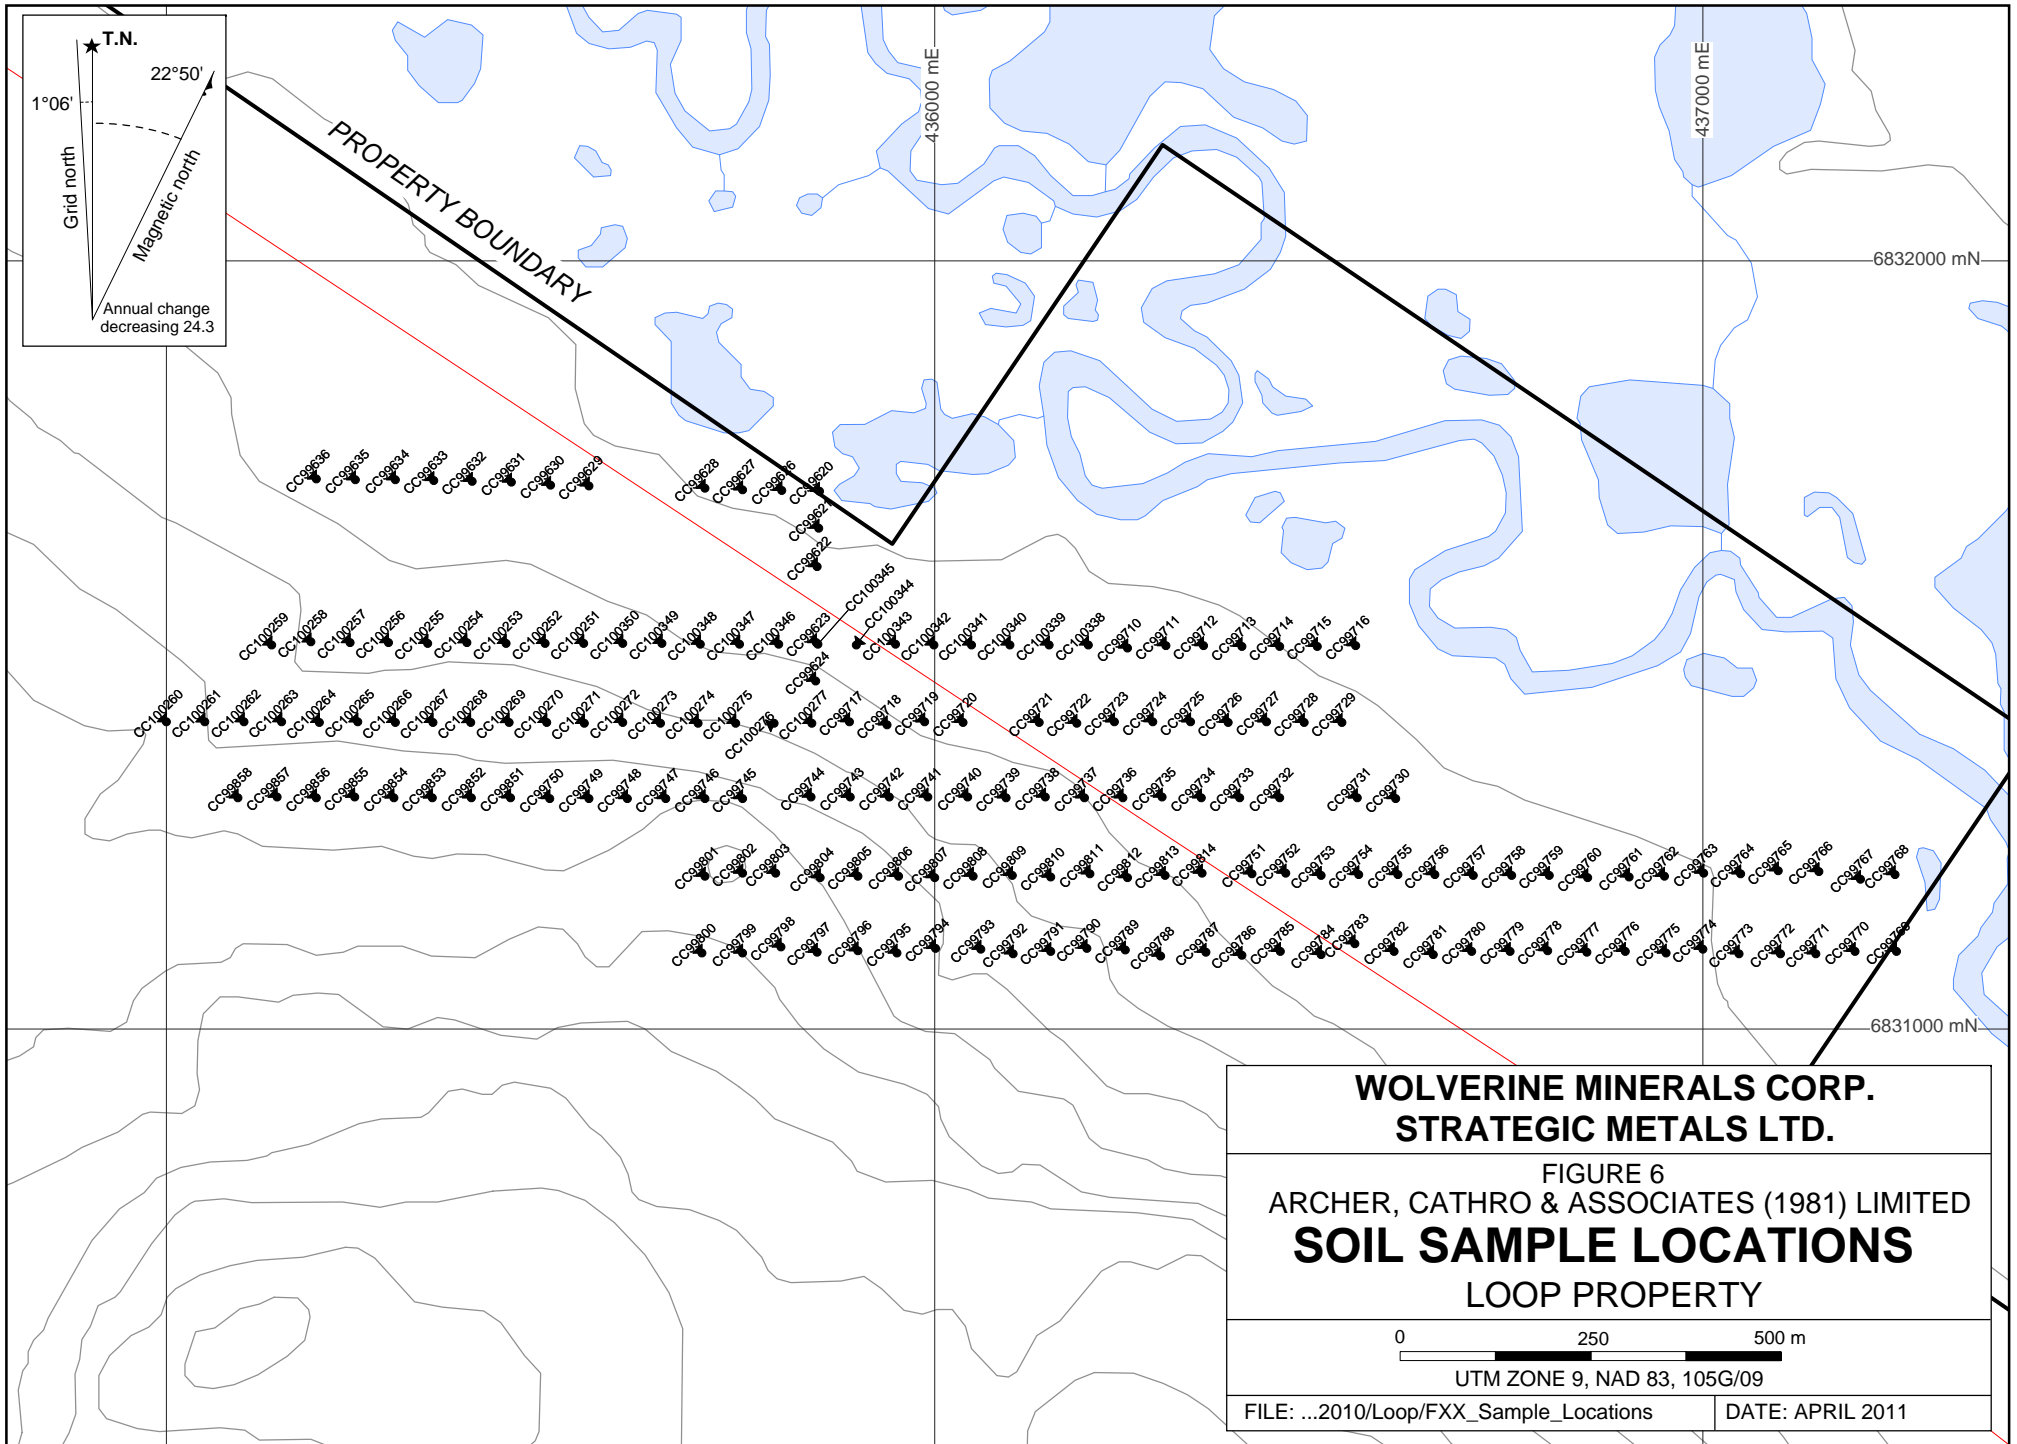 T.N.
22°50'
1°06'
Grid north
Magnetic north
Annual change
decreasing 24.3
PROPERTY BOUNDARY
436000 mE
437000 mE
6832000 mN
6831000 mN
CC99636
CC99635
CC99634
CC99633
CC99632
CC99631
CC99630
CC99629
CC99628
CC99627
CC99626
CC99620
CC99621
CC99622
CC100345
CC100344
CC100259
CC100258
CC100257
CC100256
CC100255
CC100254
CC100253
CC100252
CC100251
CC100350
CC100349
CC100348
CC100347
CC100346
CC99623
CC100343
CC100342
CC100341
CC100340
CC100339
CC100338
CC99710
CC99711
CC99712
CC99713
CC99714
CC99715
CC99716
CC99624
CC100260
CC100261
CC100262
CC100263
CC100264
CC100265
CC100266
CC100267
CC100268
CC100269
CC100270
CC100271
CC100272
CC100273
CC100274
CC100275
CC100276
CC100277
CC99717
CC99718
CC99719
CC99720
CC99721
CC99722
CC99723
CC99724
CC99725
CC99726
CC99727
CC99728
CC99729
CC99858
CC99857
CC99856
CC99855
CC99854
CC99853
CC99852
CC99851
CC99750
CC99749
CC99748
CC99747
CC99746
CC99745
CC99744
CC99743
CC99742
CC99741
CC99740
CC99739
CC99738
CC99737
CC99736
CC99735
CC99734
CC99733
CC99732
CC99731
CC99730
CC99801
CC99802
CC99803
CC99804
CC99805
CC99806
CC99807
CC99808
CC99809
CC99810
CC99811
CC99812
CC99813
CC99814
CC99751
CC99752
CC99753
CC99754
CC99755
CC99756
CC99757
CC99758
CC99759
CC99760
CC99761
CC99762
CC99763
CC99764
CC99765
CC99766
CC99767
CC99768
CC99800
CC99799
CC99798
CC99797
CC99796
CC99795
CC99794
CC99793
CC99792
CC99791
CC99790
CC99789
CC99788
CC99787
CC99786
CC99785
CC99784
CC99783
CC99782
CC99781
CC99780
CC99779
CC99778
CC99777
CC99776
CC99775
CC99774
CC99773
CC99772
CC99771
CC99770
CC99769
WOLVERINE MINERALS CORP.
STRATEGIC METALS LTD.
FIGURE 6
ARCHER, CATHRO & ASSOCIATES (1981) LIMITED
SOIL SAMPLE LOCATIONS
LOOP PROPERTY
0 250 500 m
UTM ZONE 9, NAD 83, 105G/09
FILE: ...2010/Loop/FXX_Sample_Locations
DATE: APRIL 2011